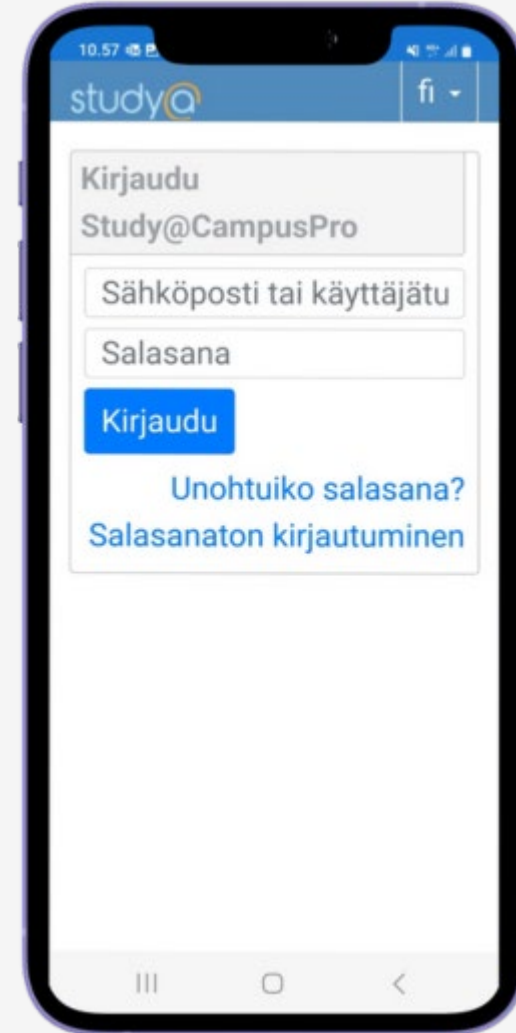 10.57
study@
fi
Kirjaudu
Study@CampusPro
Sähköposti tai käyttäjätu
Salasana
Kirjaudu
Unohtuiko salasana?
Salasanaton kirjautuminen